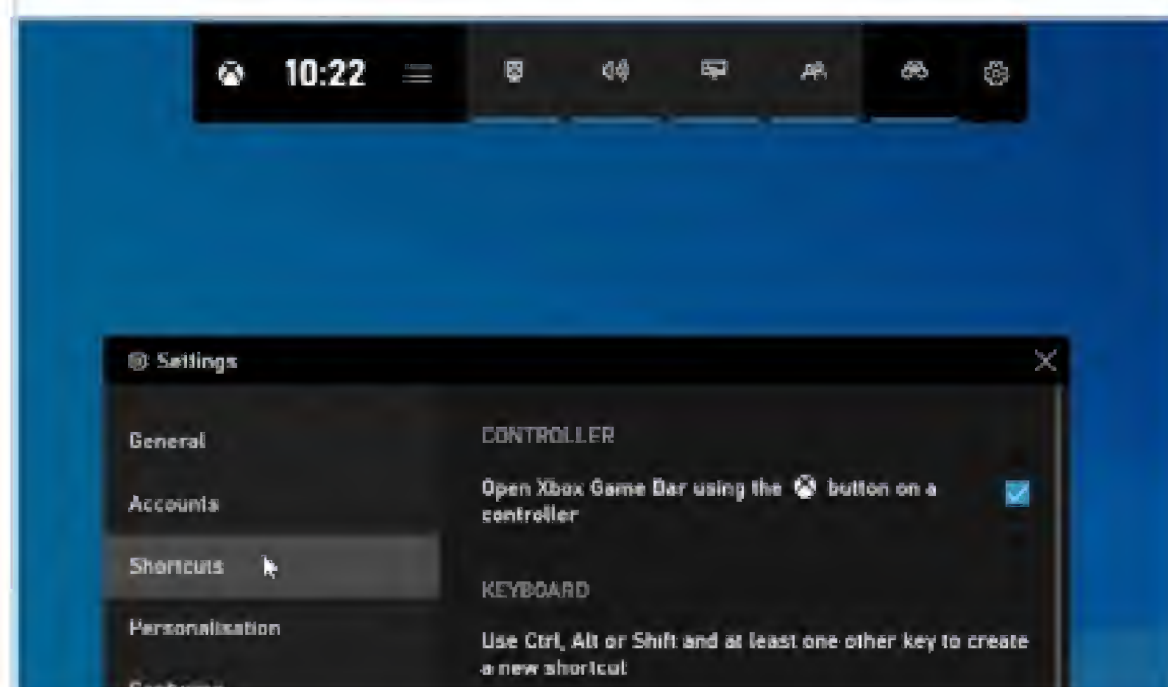 10:22
Settings
General
Accounts
Shortcuts
Personalisation
CONTROLLER
Open Xbox Game Bar using the button on a
controller
KEYBOARD
Use Ctrl, Alt or Shift and at least one other key to create
a new shortcut